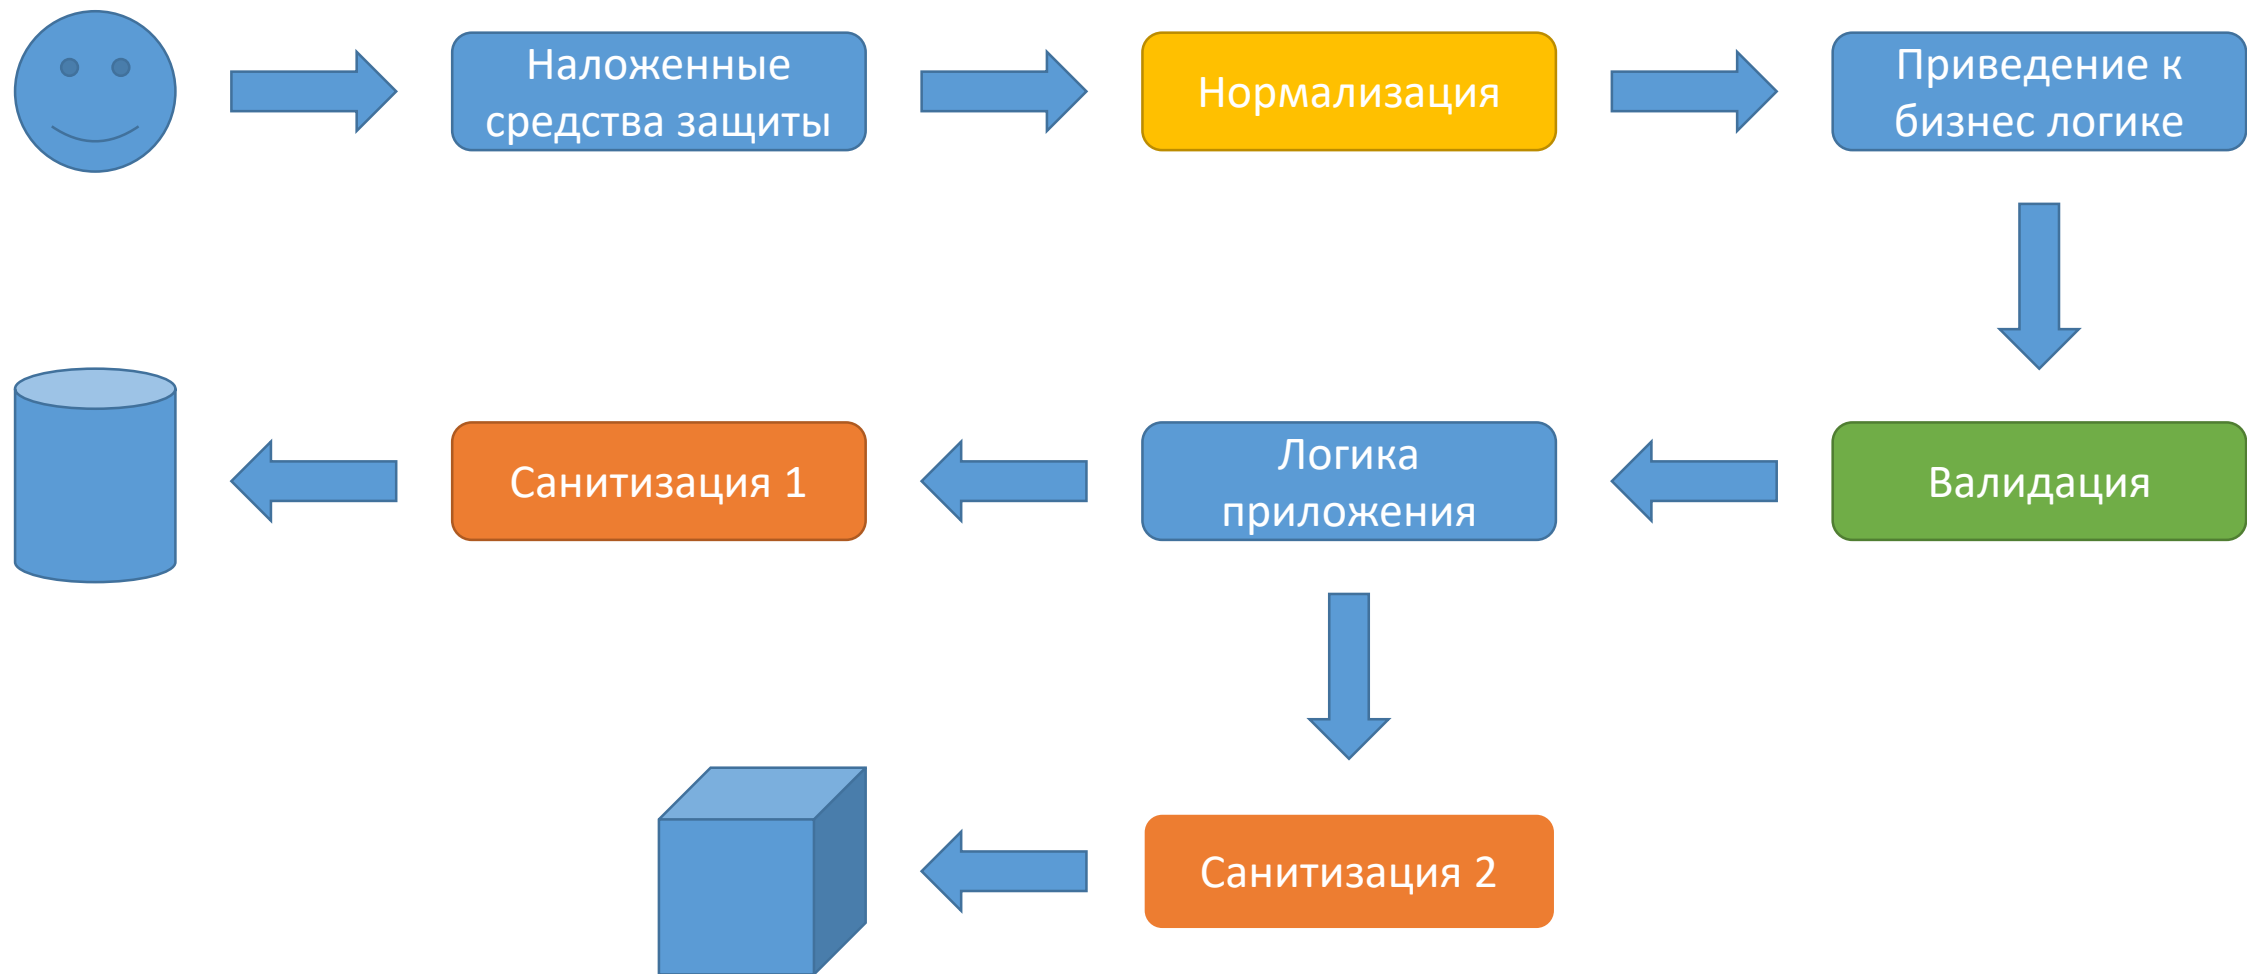 Наложенные
средства защиты
Нормализация
Приведение к
бизнес логике
Санитизация 1
Логика
приложения
Валидация
Санитизация 2